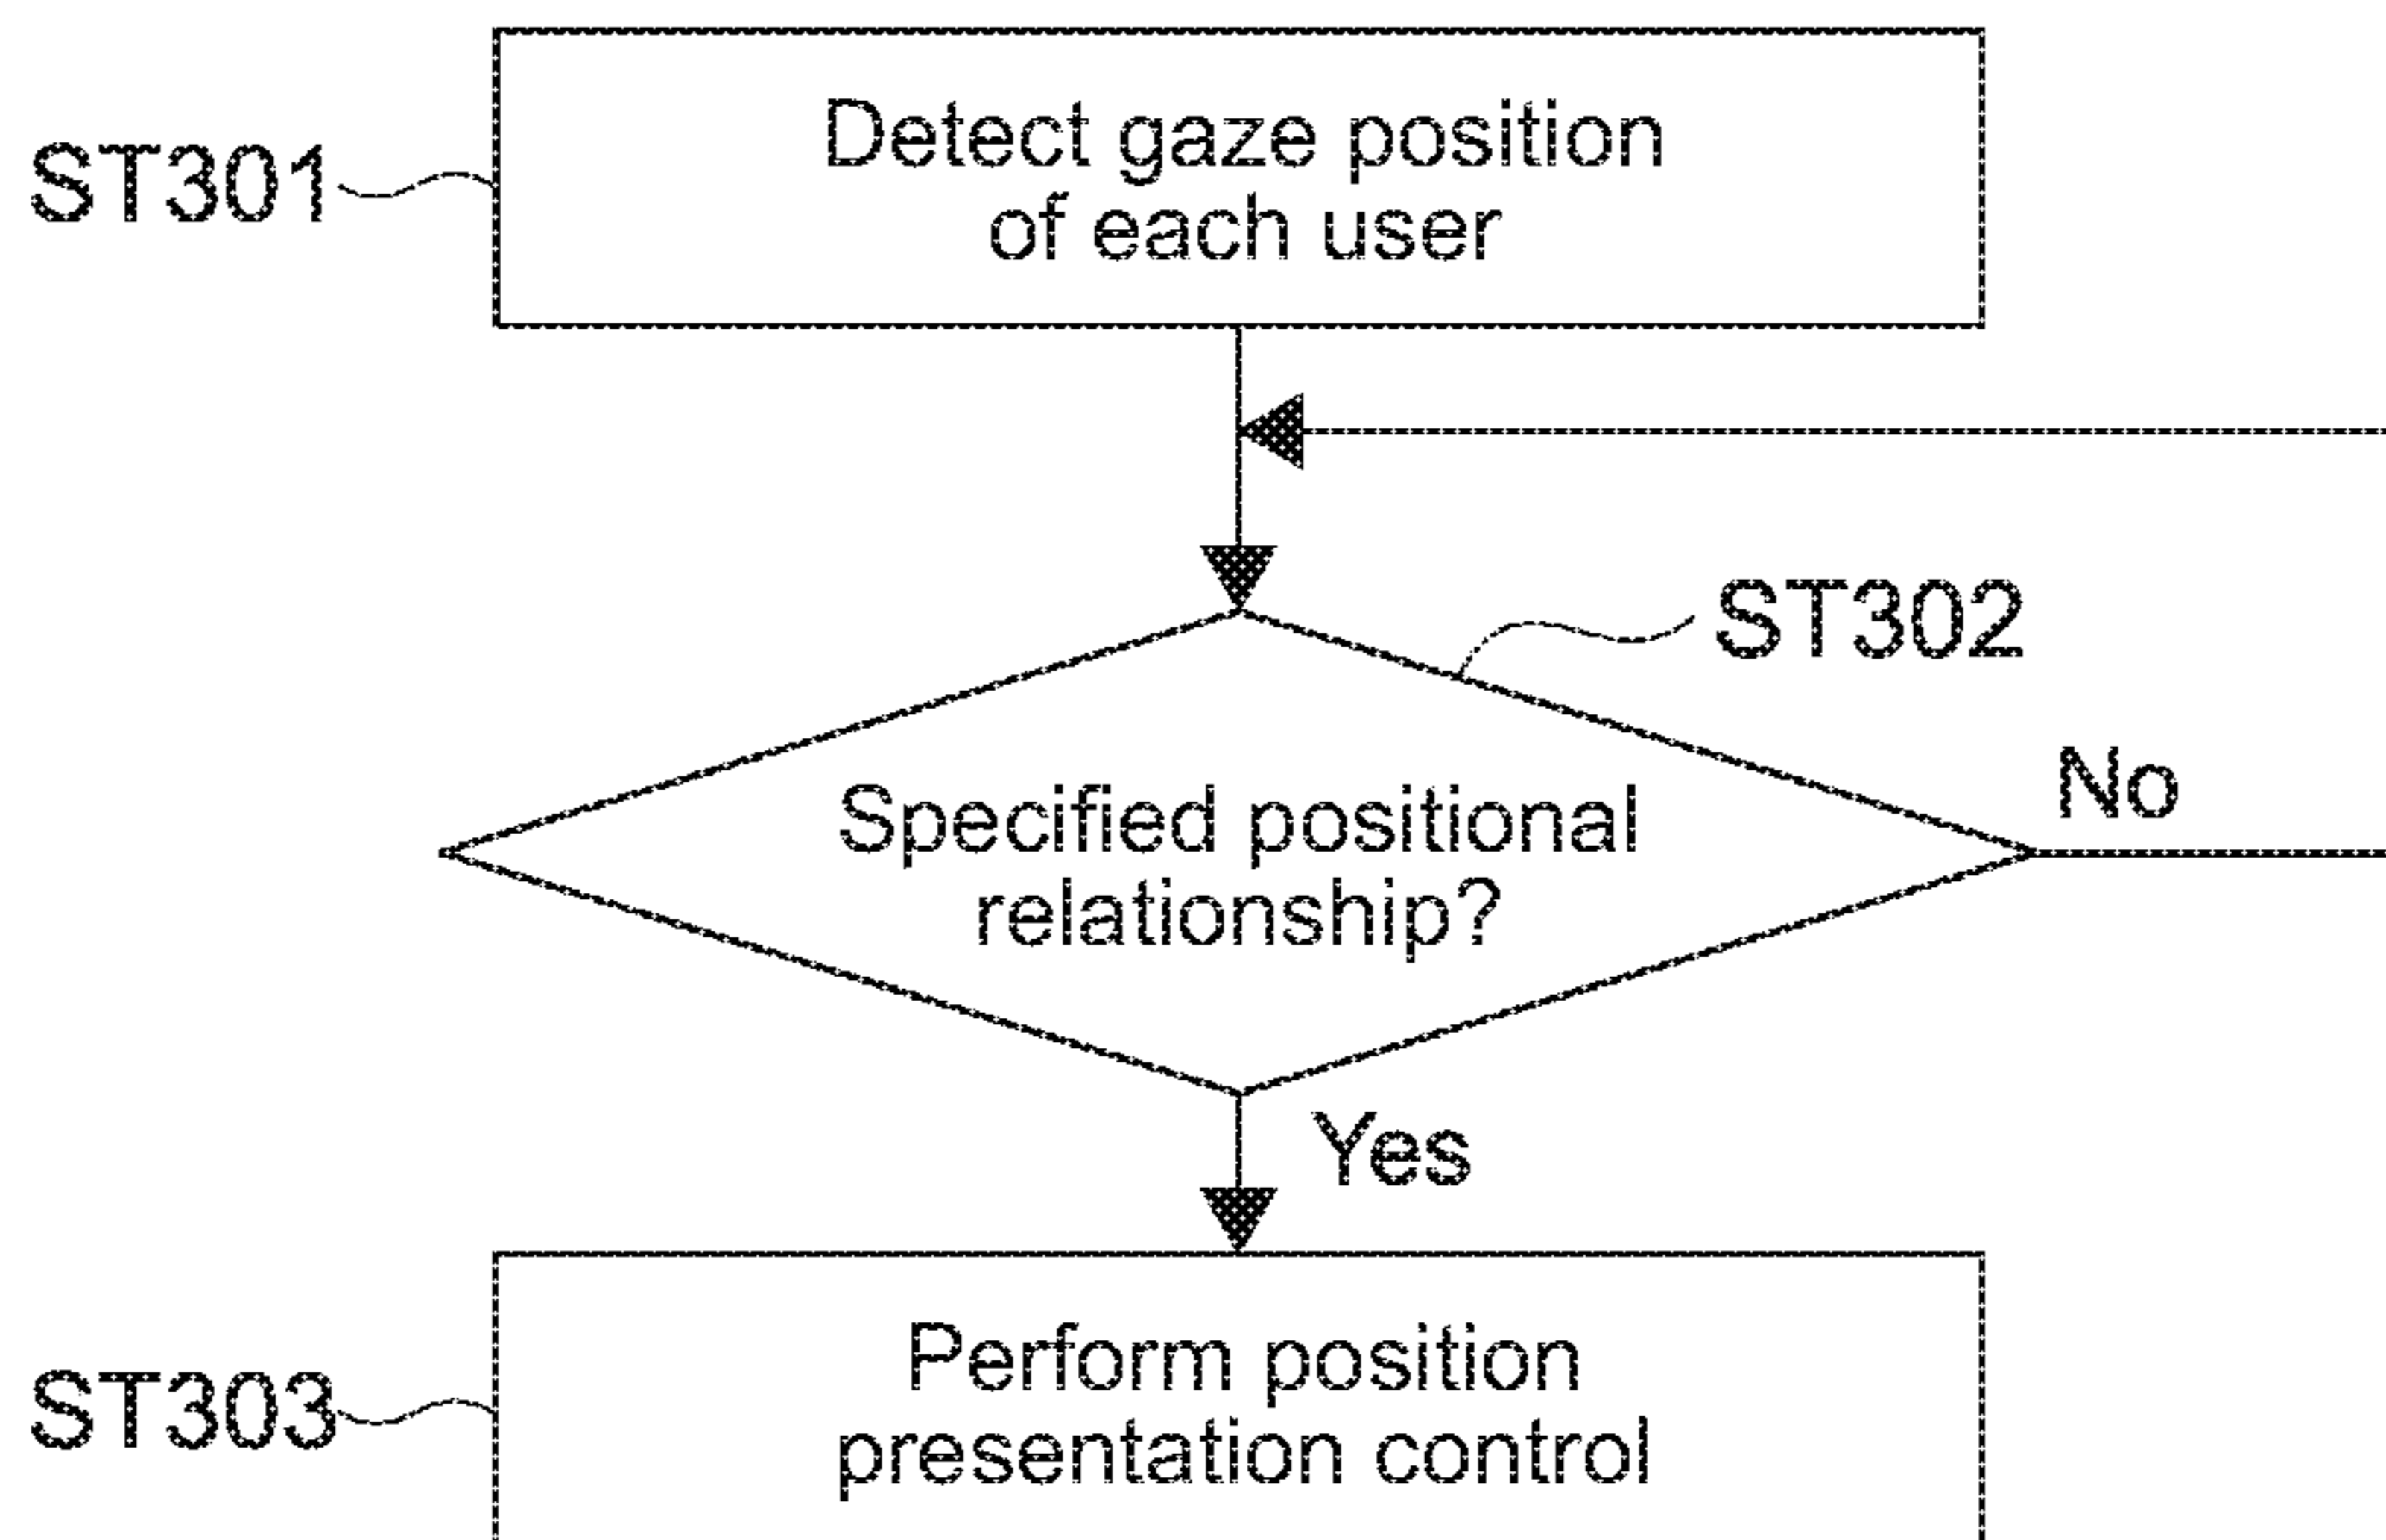 ST301
Detect gaze position
of each user
ST302
Specified positional
relationship?
No
Yes
ST303
Perform position
presentation control